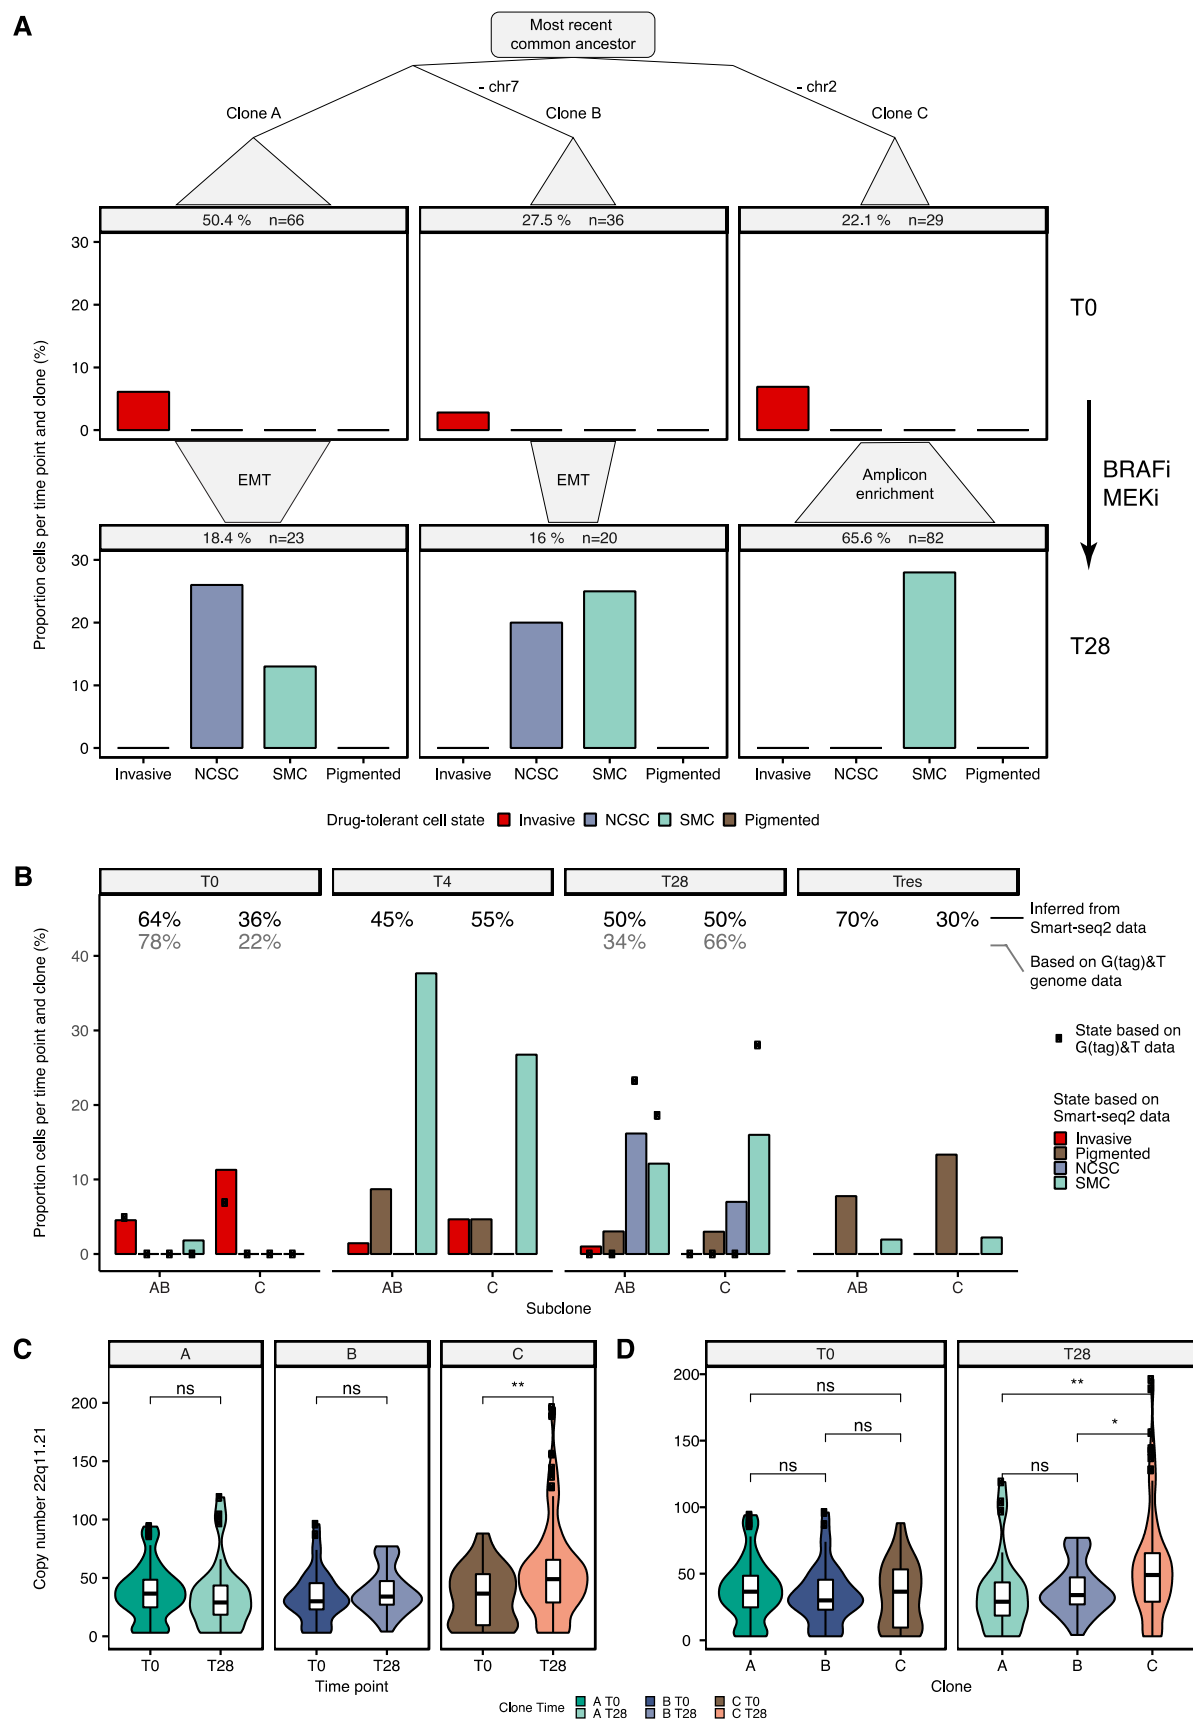 A
Most recent
common ancestor
- chr7
- chr2
Clone A
Clone B
Clone C
50.4 % n=66
27.5 % n=36
22.1 % n=29
Proportion cells per time point and clone (%)
30
20
10
0
T0
EMT
EMT
Amplicon
enrichment
BRAFi
MEKi
18.4 % n=23
16 % n=20
65.6 % n=82
30
20
10
0
T28
Invasive NCSC SMC Pigmented
Invasive NCSC SMC Pigmented
Invasive NCSC SMC Pigmented
Drug-tolerant cell state Invasive NCSC SMC Pigmented
B
T0
T4
T28
Tres
64% 36% 45% 55% 50% 50% 70% 30%
78% 22% 34% 66%
Inferred from
Smart-seq2 data
Based on G(tag)&T
genome data
Proportion cells per time point and clone (%)
40
30
20
10
0
State based on
G(tag)&T data
State based on
Smart-seq2 data
Invasive
Pigmented
NCSC
SMC
AB C AB C AB C AB C
Subclone
C
A
B
C
ns
ns
**
Copy number 22q11.21
200
150
100
50
0
T0 T28 T0 T28 T0 T28
Time point
D
T0
T28
200
150
100
50
0
ns
ns
ns
**
*
ns
A B C A B C
Clone
Clone Time
A T0 B T0 C T0
A T28 B T28 C T28